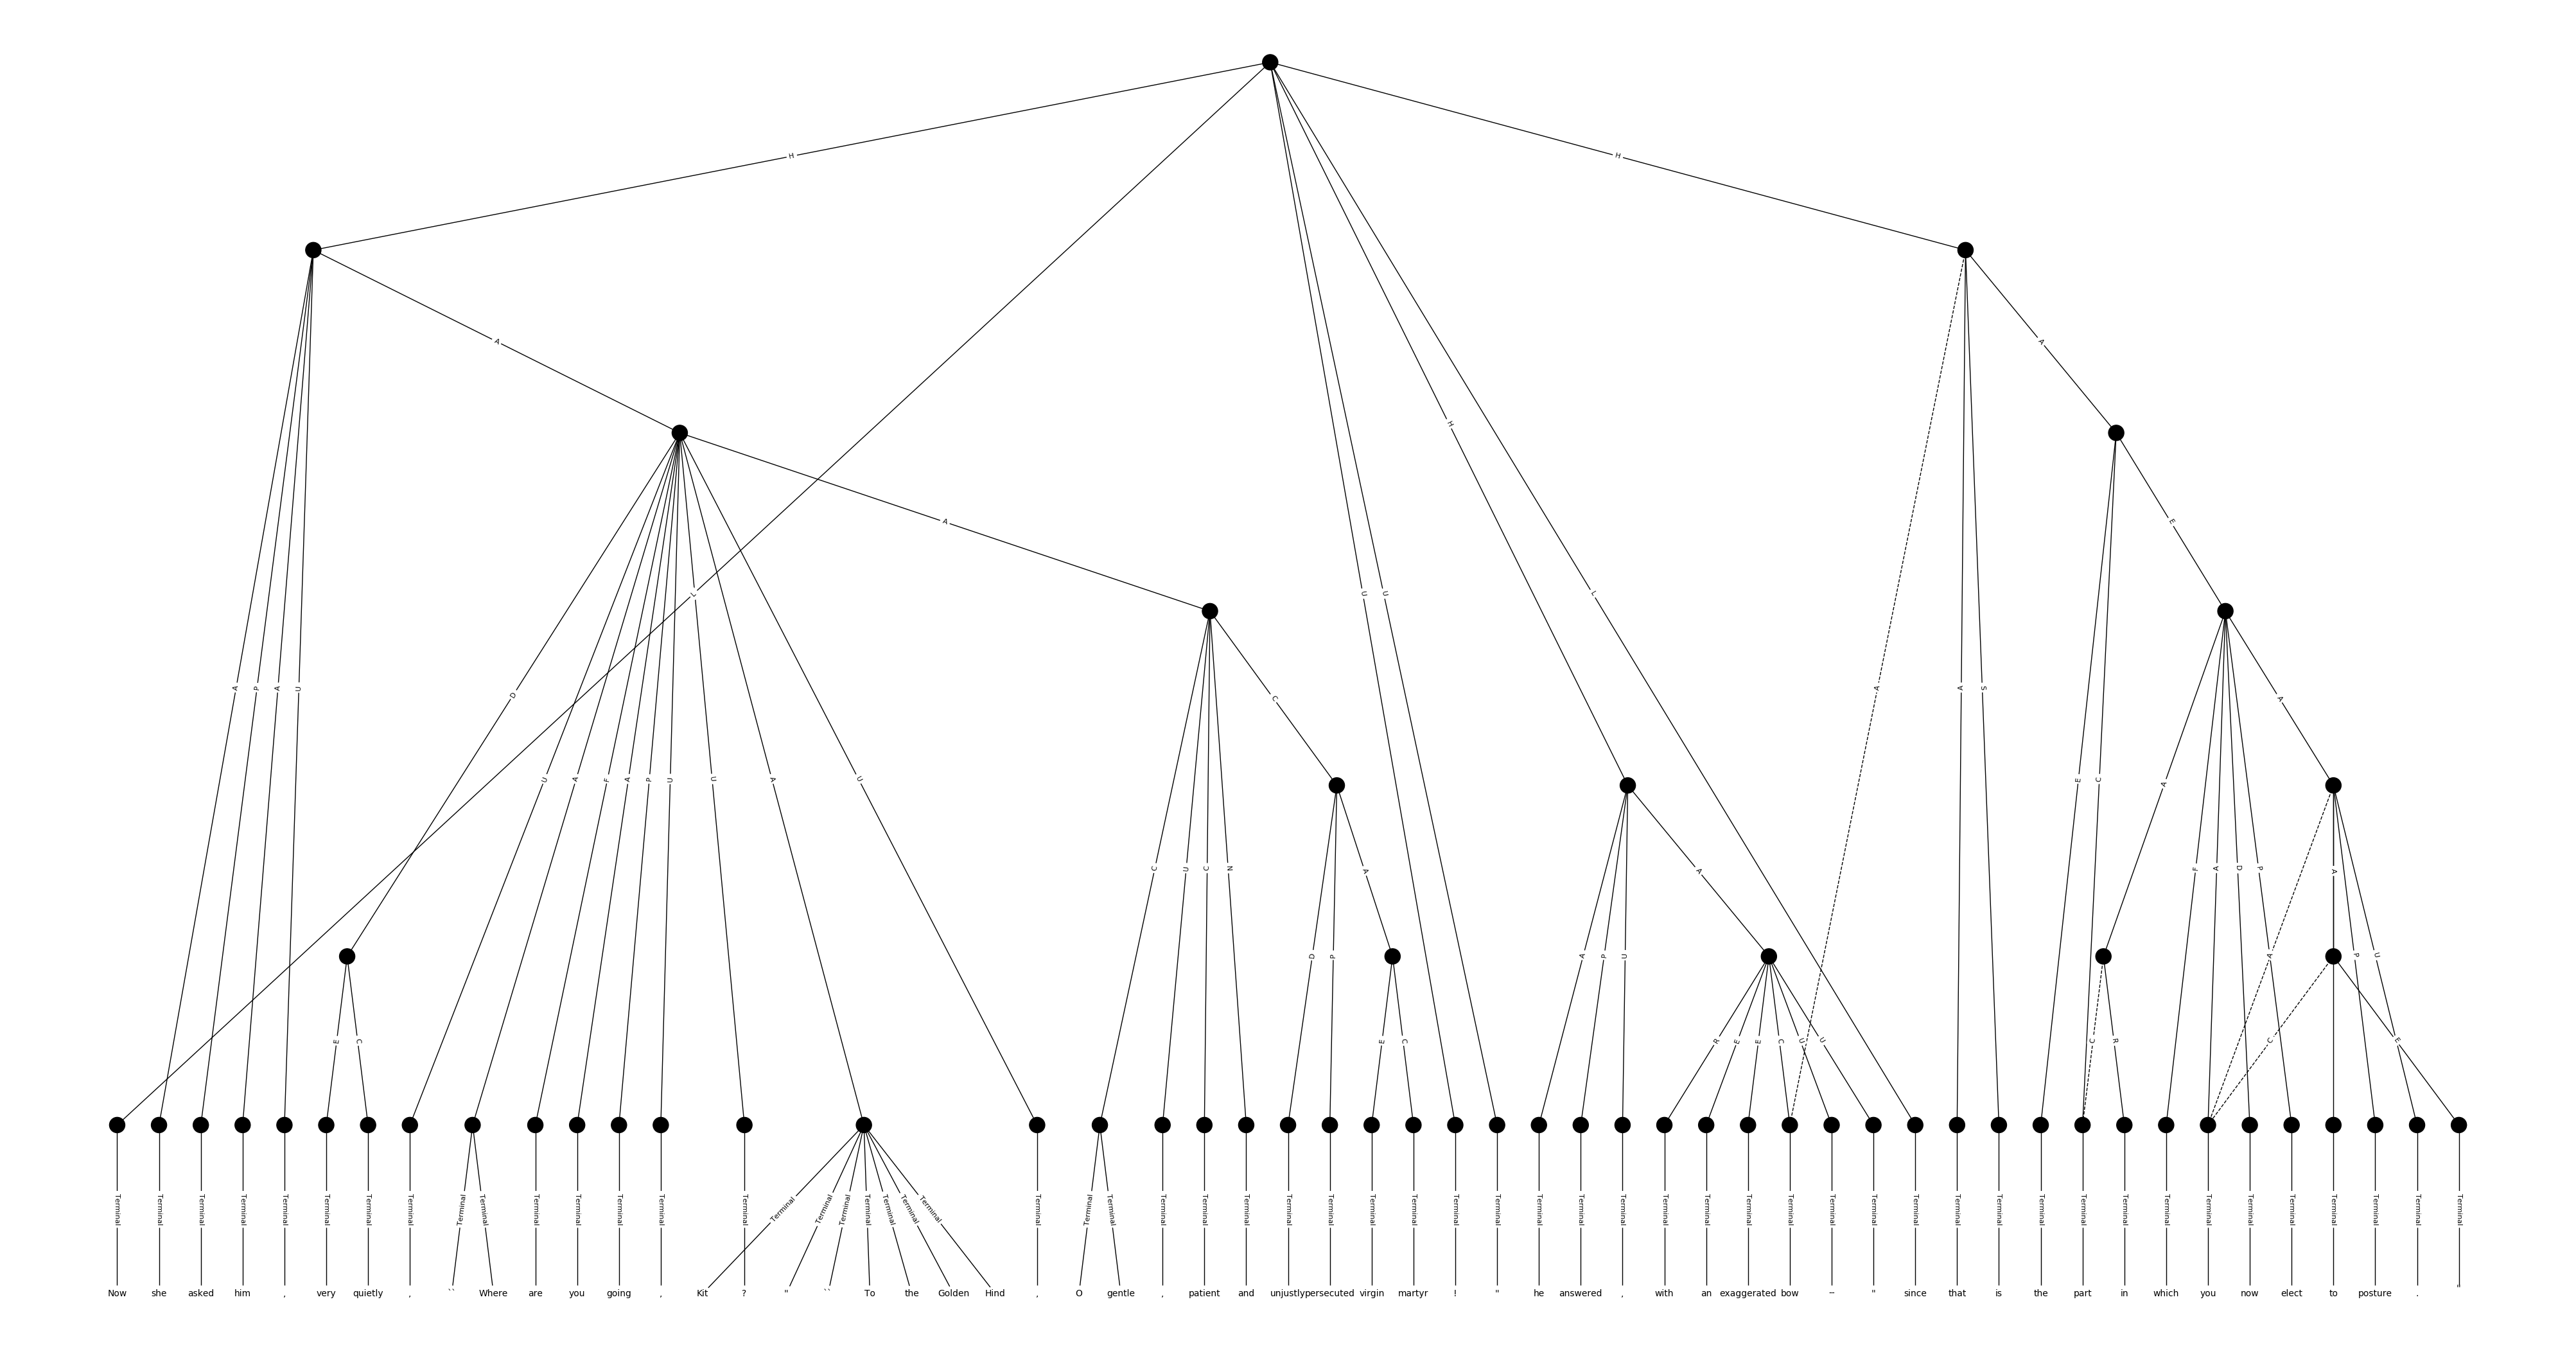 H H
A A
A E
L U U H L
A P A U D A S C A
U A F A P U U A U E C A
C U C N A A F A D P A
D P A P U A P U
E C E C R E E C U U C R C E
Terminal Terminal Terminal Terminal Terminal Terminal Terminal Terminal Terminal Terminal Terminal Terminal Terminal Terminal Terminal Terminal Terminal Terminal Terminal Terminal Terminal Terminal Terminal Terminal Terminal Terminal Terminal Terminal Terminal Terminal Terminal Terminal Terminal Terminal Terminal Terminal Terminal Terminal Terminal Terminal Terminal Terminal Terminal Terminal Terminal Terminal Terminal Terminal Terminal Terminal Terminal Terminal Terminal Terminal Terminal Terminal Terminal
Now she asked him , very quietly , `` Where are you going , Kit ? " `` To the Golden Hind , O gentle , patient and unjustly persecuted virgin martyr ! " he answered , with an exaggerated bow -- " since that is the part in which you now elect to posture . "